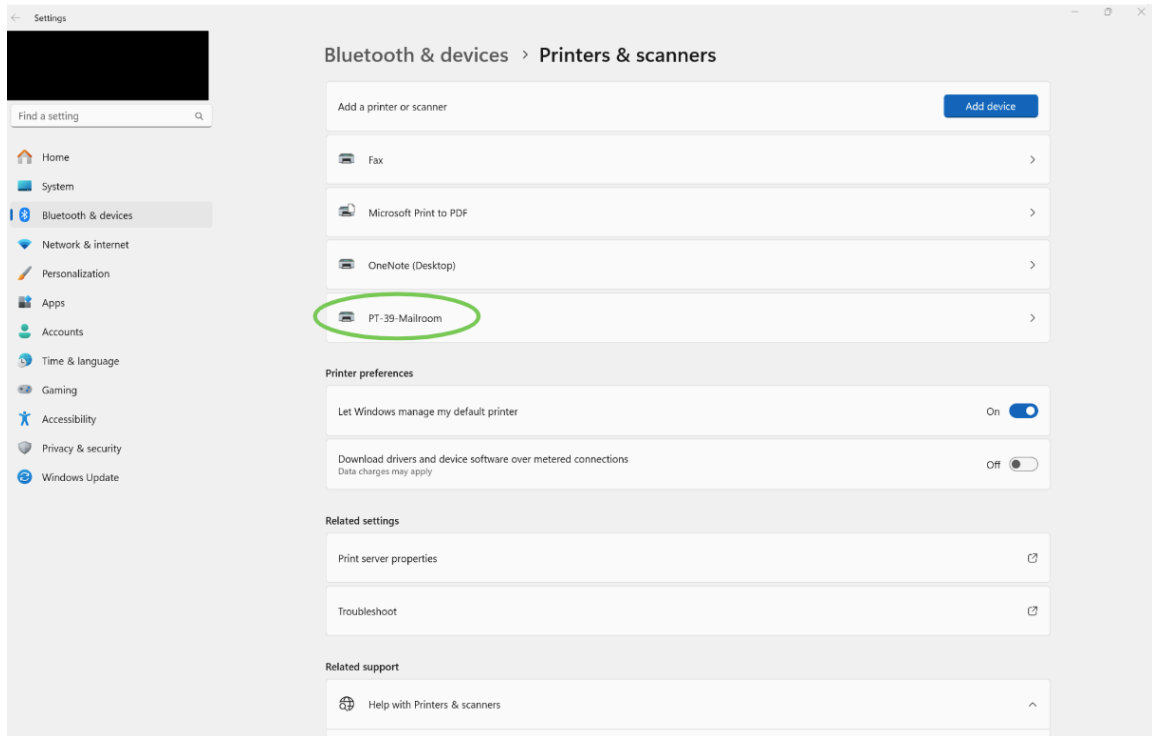 Settings
Find a setting
Home
System
Bluetooth & devices
Network & internet
Personalization
Apps
Accounts
Time & language
Gaming
Accessibility
Privacy & security
Windows Update
Bluetooth & devices > Printers & scanners
Add a printer or scanner
Add device
Fax
Microsoft Print to PDF
OneNote (Desktop)
PT-39-Mailroom
Printer preferences
Let Windows manage my default printer
On
Download drivers and device software over metered connections
Data charges may apply
Off
Related settings
Print server properties
Troubleshoot
Related support
Help with Printers & scanners